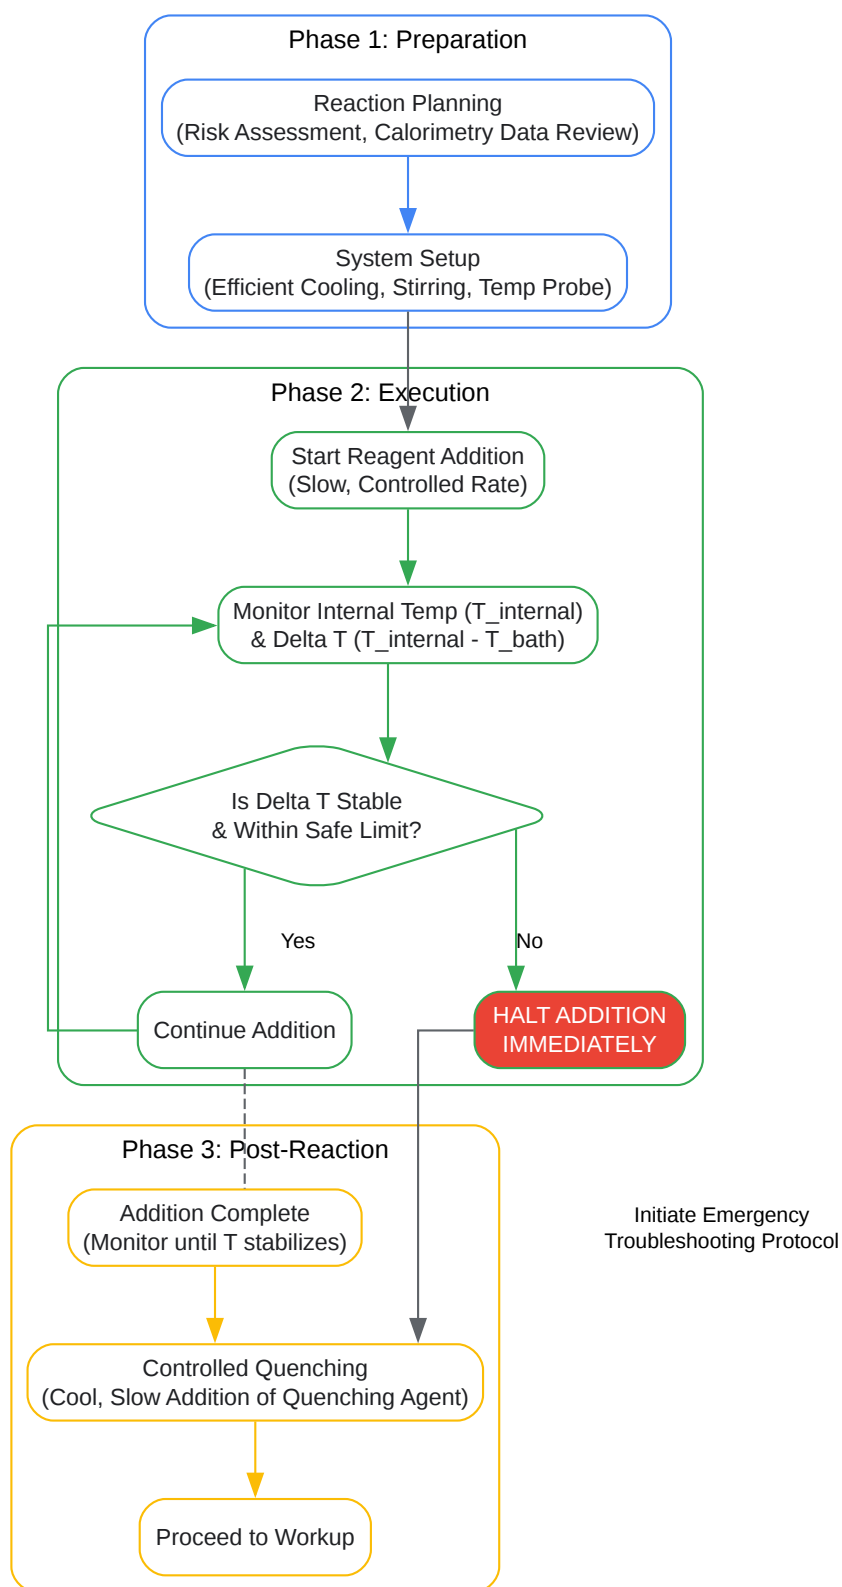 Phase 1: Preparation
Reaction Planning
(Risk Assessment, Calorimetry Data Review)
System Setup
(Efficient Cooling, Stirring, Temp Probe)
Phase 2: Execution
Start Reagent Addition
(Slow, Controlled Rate)
Monitor Internal Temp (T_internal)
& Delta T (T_internal - T_bath)
Is Delta T Stable
& Within Safe Limit?
Yes
No
Continue Addition
HALT ADDITION
IMMEDIATELY
Phase 3: Post-Reaction
Addition Complete
(Monitor until T stabilizes)
Initiate Emergency
Troubleshooting Protocol
Controlled Quenching
(Cool, Slow Addition of Quenching Agent)
Proceed to Workup